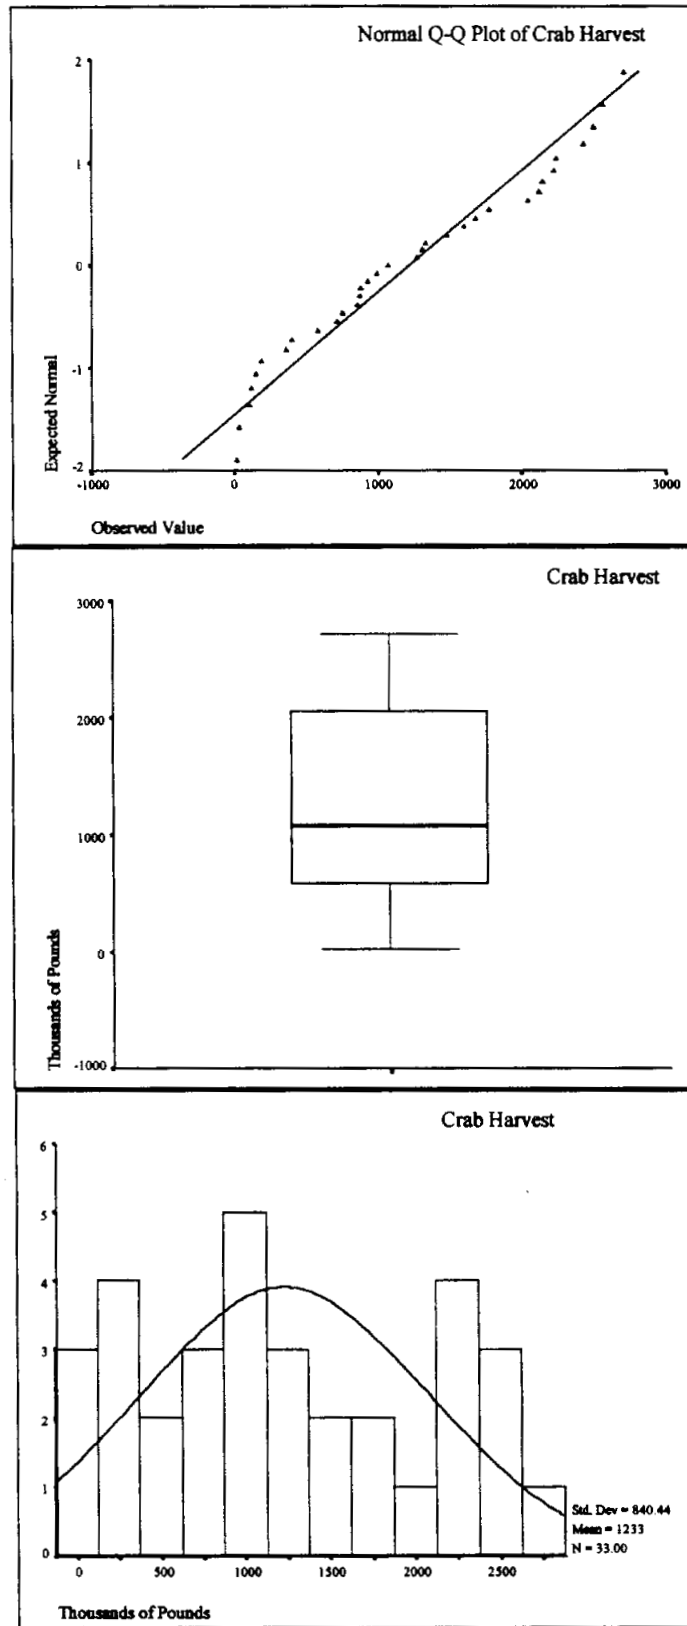 Normal Q-Q Plot of Crab Harvest
2
1
0
-1
-2
Expected Normal
-1000 0 1000 2000 3000
Observed Value
Crab Harvest
3000
2000
1000
0
-1000
Thousands of Pounds
Crab Harvest
6
5
4
3
2
1
0
Std. Dev = 840.44
Mean = 1233
N = 33.00
0 500 1000 1500 2000 2500
Thousands of Pounds